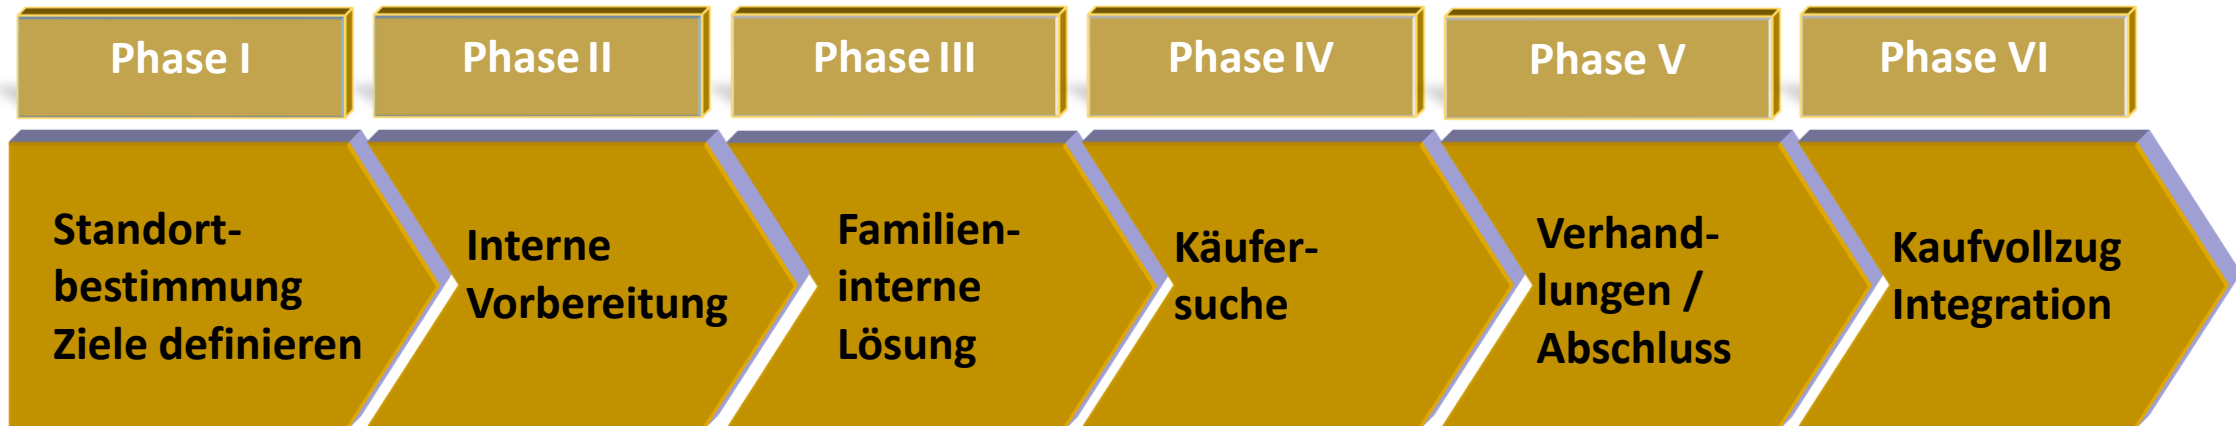 Phase I
Phase II
Phase III
Phase IV
Phase V
Phase VI
Standort-
bestimmung
Ziele definieren
Interne
Vorbereitung
Familien-
interne
Lösung
Käufer-
suche
Verhand-
lungen /
Abschluss
Kaufvollzug
Integration